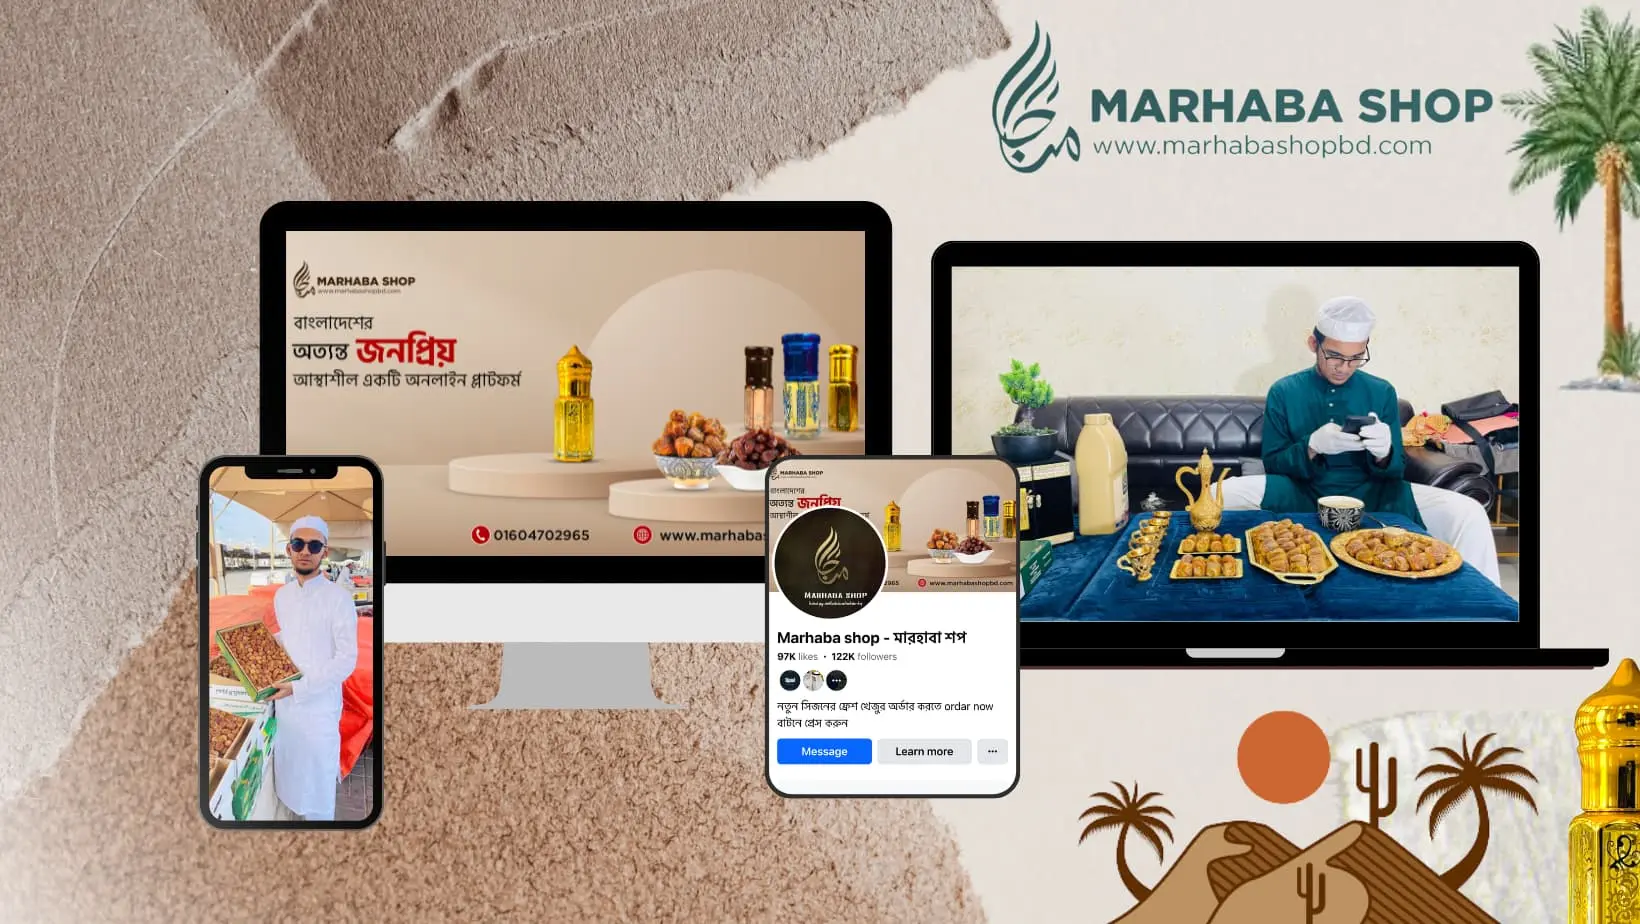 مرحبا
MARHABA SHOP
www.marhabashopbd.com
MARHABA SHOP
www.marhabashopbd.com
বাংলাদেশের
অত্যন্ত জনপ্রিয়
আস্থাশীল একটি অনলাইন প্লাটফর্ম
01604702965
www.marhabas
MARHABA SHOP
বাংলাদেশের
অত্যন্ত জনপ্রিয়
2965
www.marhabashopbd.com
مرحبا
MARHABA SHOP
Marhaba shop - মারহাবা শপ
97K likes • 122K followers
নতুন সিজনের ফ্রেশ খেজুর অর্ডার করতে ordar now
বাটনে প্রেস করুন
Message
Learn more